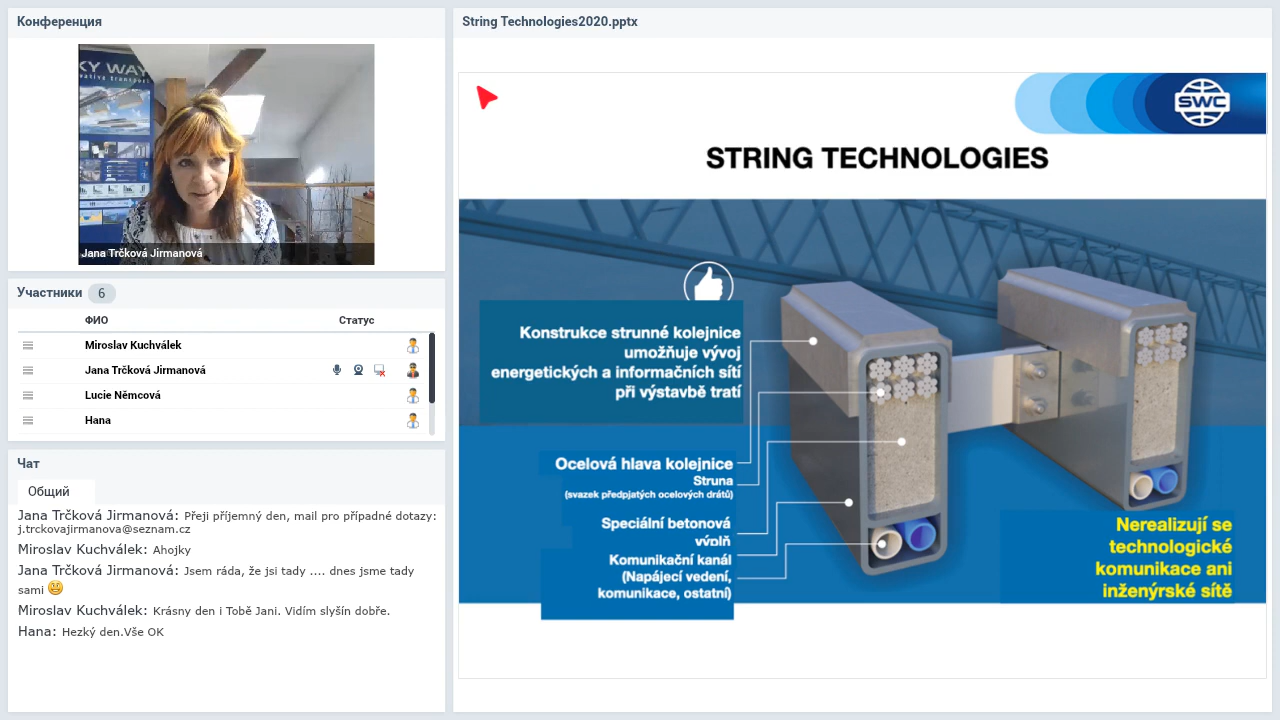 Конференция
KY WAY
eative transport
Jana Trčková Jirmanová
Участники 6
ФИО Статус
Miroslav Kuchválek
Jana Trčková Jirmanová
Lucie Němcová
Hana
Чат
Общий
Jana Trčková Jirmanová: Přeji příjemný den, mail pro případné dotazy:
j.trckovajirmanova@seznam.cz
Miroslav Kuchválek: Ahojky
Jana Trčková Jirmanová: Jsem ráda, že jsi tady .... dnes jsme tady
sami
Miroslav Kuchválek: Krásny den i Tobě Jani. Vidím slyšín dobře.
Hana: Hezký den.Vše OK
String Technologies2020.pptx
SWC
STRING TECHNOLOGIES
Konstrukce strunné kolejnice
umožňuje vývoj
energetických a informačních sítí
při výstavbě tratí
Ocelová hlava kolejnice
Struna
(svazek předpjatých ocelových drátů)
Speciální betonová
výplň
Komunikační kanál
(Napájecí vedení,
komunikace, ostatní)
Nerealizují se
technologické
komunikace ani
inženýrské sítě